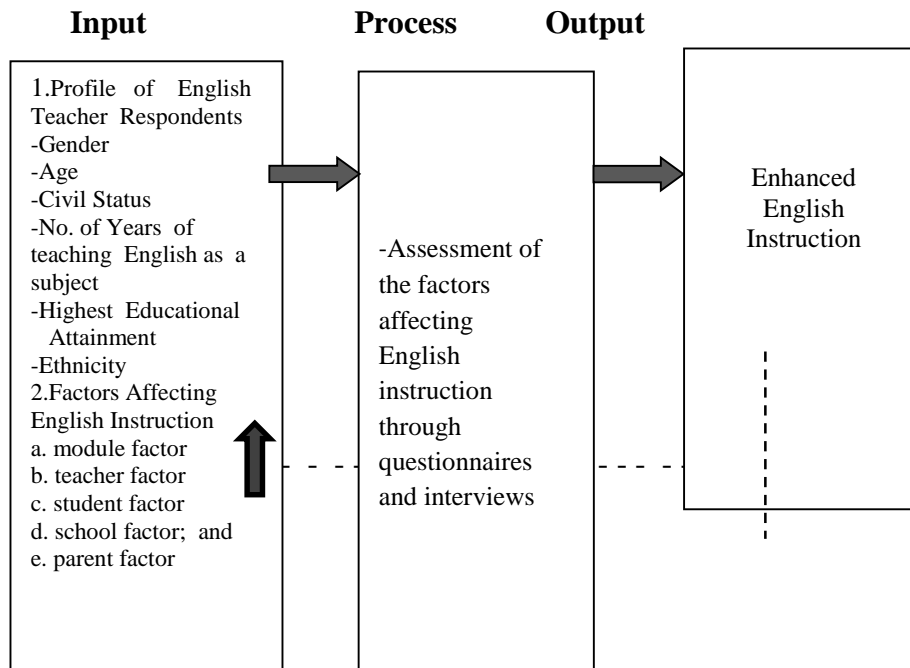 Input
Process
Output
1.Profile of English
Teacher Respondents
-Gender
-Age
-Civil Status
-No. of Years of
teaching English as a
subject
-Highest Educational
Attainment
-Ethnicity
2.Factors Affecting
English Instruction
a. module factor
b. teacher factor
c. student factor
d. school factor; and
e. parent factor
-Assessment of
the factors
affecting
English
instruction
through
questionnaires
and interviews
Enhanced
English
Instruction